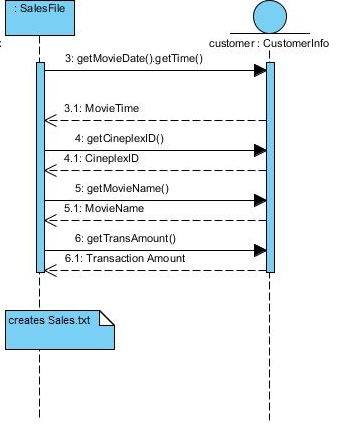 : SalesFile
customer : CustomerInfo
3: getMovieDate().getTime()
3.1: MovieTime
4: getCineplexID()
4.1: CineplexID
5: getMovieName()
5.1: MovieName
6: getTransAmount()
6.1: Transaction Amount
creates Sales.txt